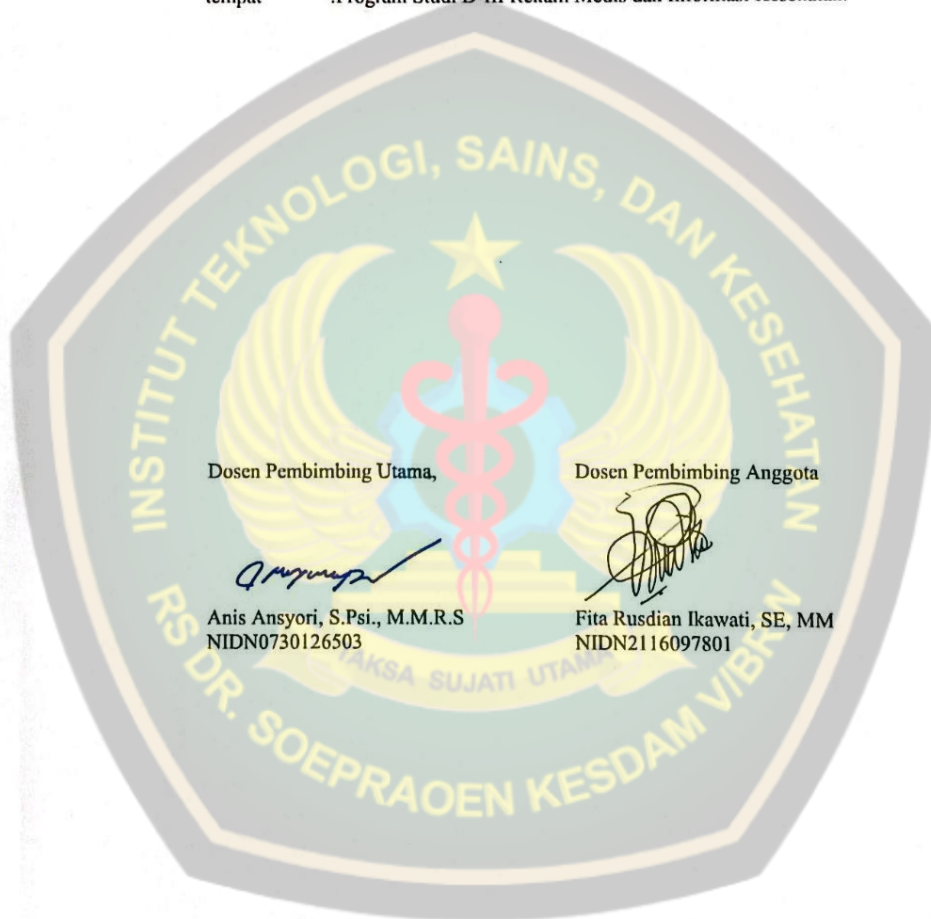 tempat :Program Studi D-III Rekam Medis dan Informasi Kesehatan
INSTITUT TEKNOLOGI, SAINS, DAN KESEHATAN
Dosen Pembimbing Utama,
Dosen Pembimbing Anggota
Anis Ansyori, S.Psi., M.M.R.S
NIDN0730126503
Fita Rusdian Ikawati, SE, MM
NIDN2116097801
TAKSA SUJATI UTAMA
RS DR. SOEPRAOEN KESDAM V/BRW